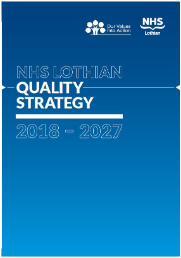 Our Values
Into Action
NHS
Lothian
NHS LOTHIAN
QUALITY
STRATEGY
2018 – 2027